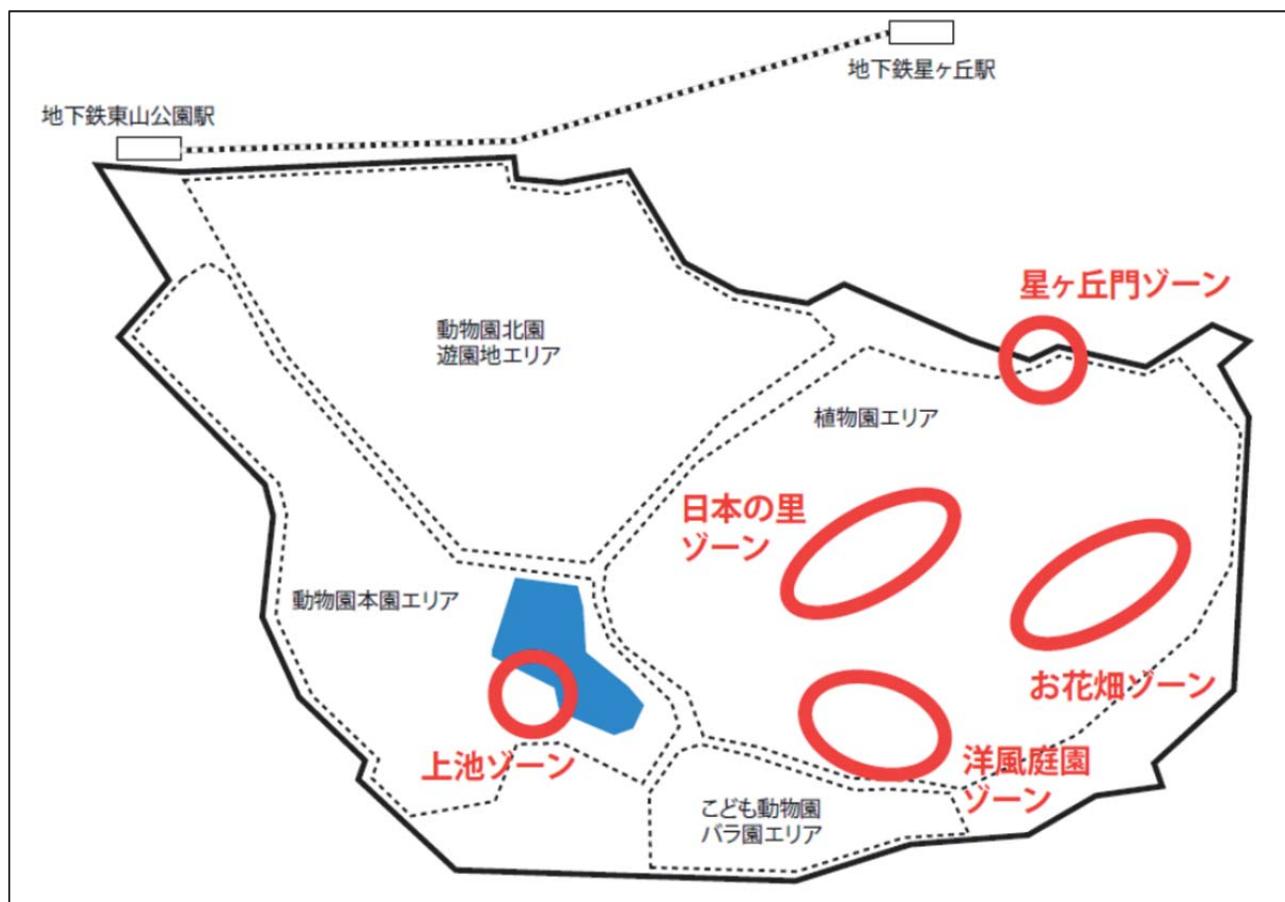 地下鉄星ヶ丘駅
地下鉄東山公園駅
星ヶ丘門ゾーン
動物園北園
遊園地エリア
植物園エリア
日本の里
ゾーン
動物園本園エリア
お花畑ゾーン
上池ゾーン
洋風庭園
ゾーン
こども動物園
バラ園エリア